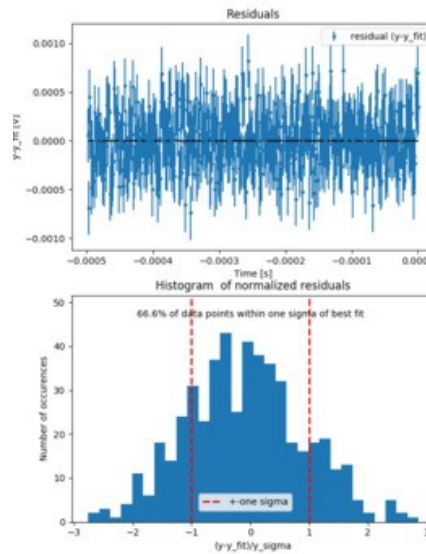 Residuals
residual (y-y_fit)
0.0010
0.0005
0.0000
-0.0005
-0.0010
y-y_fit [V]
-0.0005 -0.0004 -0.0003 -0.0002 -0.0001 0.000
Time [s]
Histogram of normalized residuals
66.6% of data points within one sigma of best fit
50
40
30
20
10
0
Number of occurences
+-one sigma
-3 -2 -1 0 1 2 3
(y-y_fit)/y_sigma